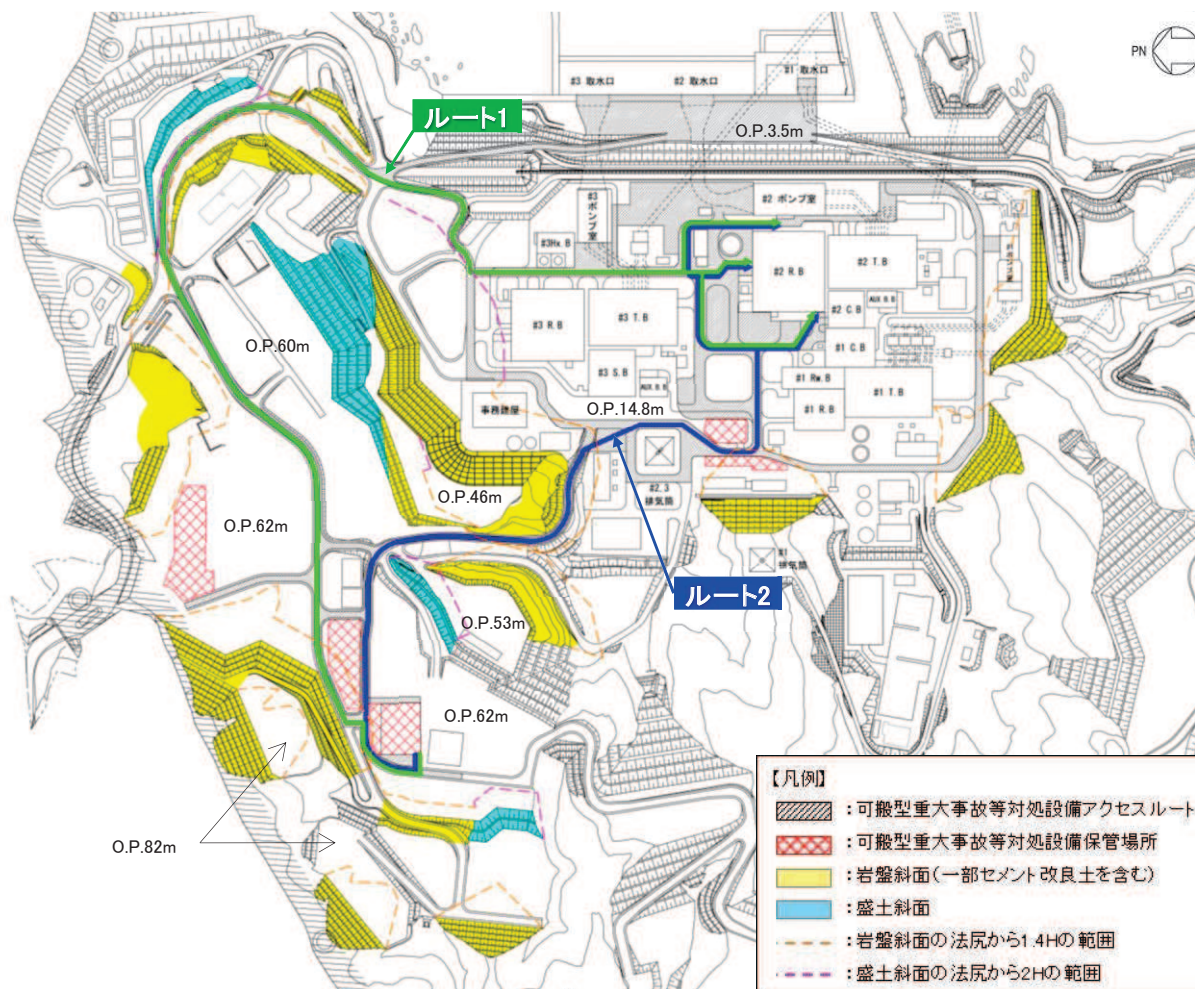 PN
#3 取水口
#2 取水口
#1 取水口
ルート1
O.P.3.5m
#3
ポンプ室
#2 ポンプ室
#3Hx.B
#2 R.B
#2 T.B
#1
ポンプ室
#2 C.B
AUX.B.B
#3 R.B
#3 T.B
#1 C.B
O.P.60m
#3 S.B
AUX.B.B
#1 Rw.B
#1 T.B
#1 R.B
事務建屋
O.P.14.8m
O.P.46m
#2,3
排気筒
O.P.62m
#1
排気筒
ルート2
O.P.53m
O.P.62m
O.P.82m
【凡例】
:可搬型重大事故等対処設備アクセスルート
:可搬型重大事故等対処設備保管場所
:岩盤斜面(一部セメント改良土を含む)
:盛土斜面
:岩盤斜面の法尻から1.4Hの範囲
:盛土斜面の法尻から2Hの範囲